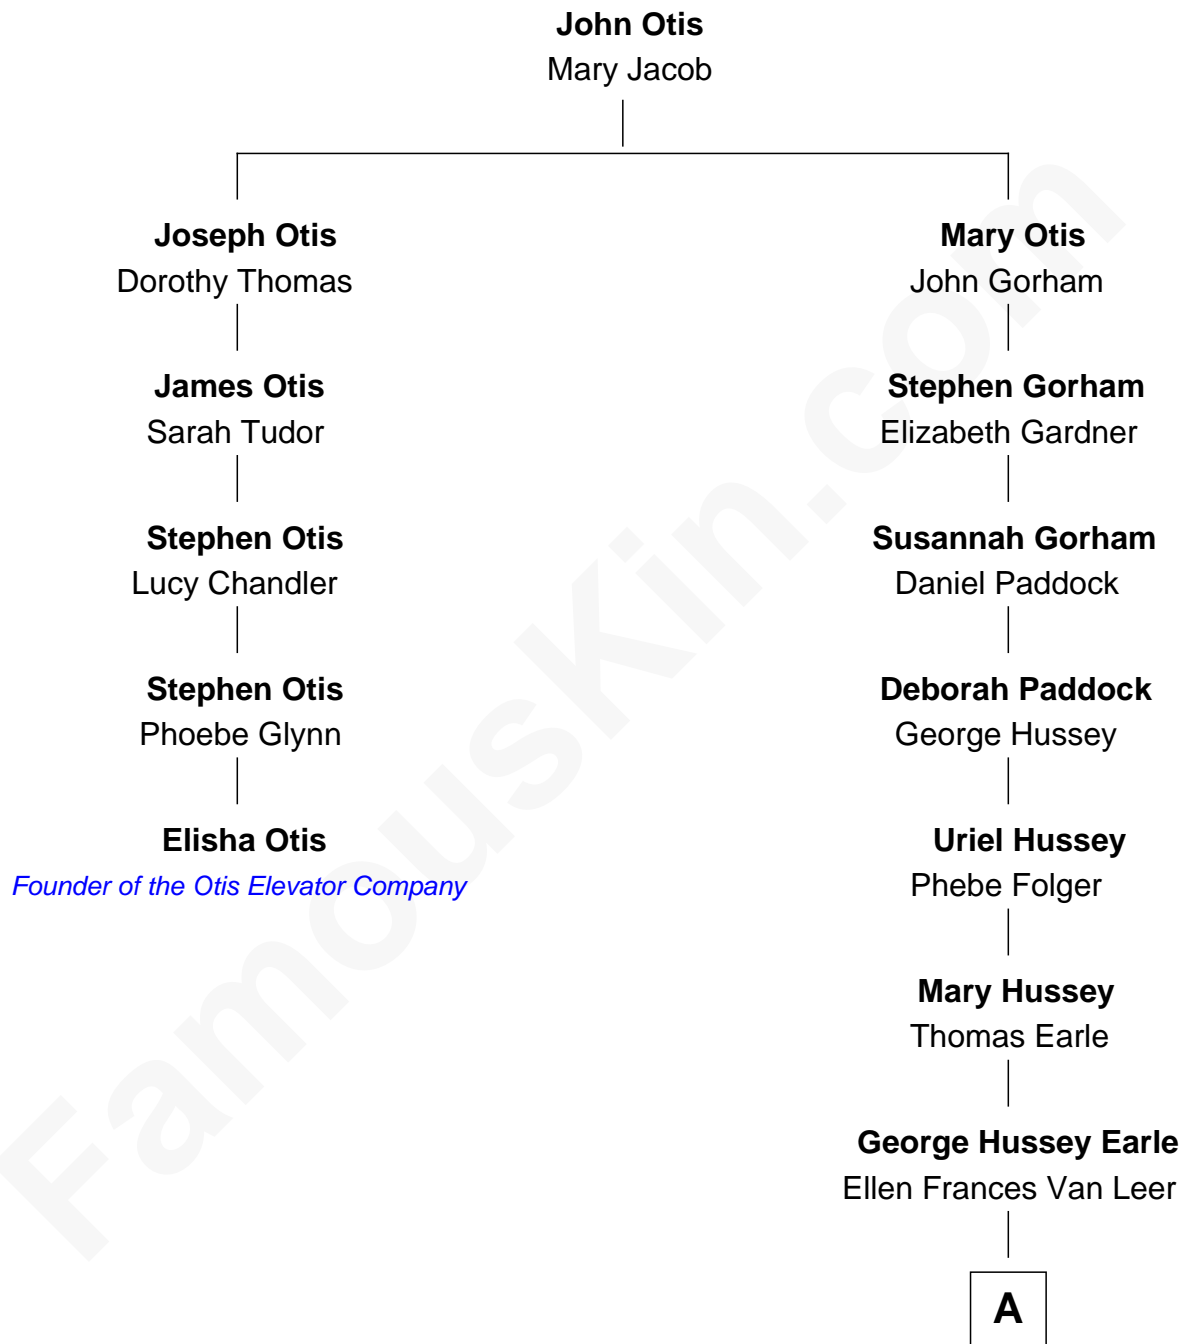 John Otis
Mary Jacob
Joseph Otis
Dorothy Thomas
Mary Otis
John Gorham
James Otis
Sarah Tudor
Stephen Gorham
Elizabeth Gardner
Stephen Otis
Lucy Chandler
Susannah Gorham
Daniel Paddock
Stephen Otis
Phoebe Glynn
Deborah Paddock
George Hussey
Elisha Otis
Founder of the Otis Elevator Company
Uriel Hussey
Phebe Folger
Mary Hussey
Thomas Earle
George Hussey Earle
Ellen Frances Van Leer
A
FamousKin.com